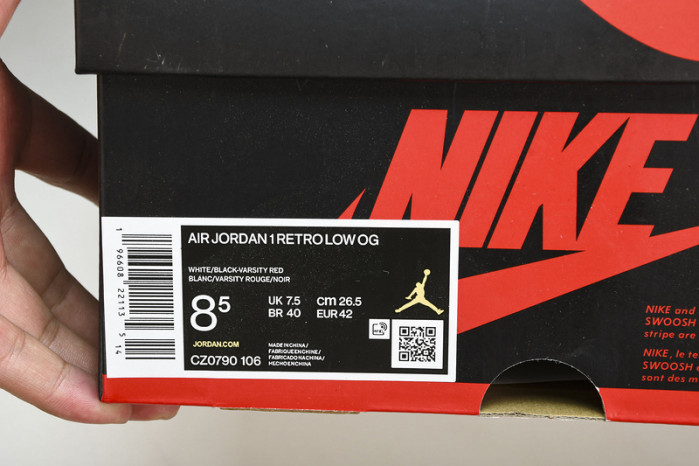 NIKE
AIR JORDAN 1 RETRO LOW OG
WHITE/BLACK-VARSITY RED
BLANC/VARSITY ROUGE/NOIR
8⁵
UK 7.5 cm 26.5
BR 40 EUR 42
JORDAN.COM
CZ0790 106
MADE IN CHINA/
FABRIQUE EN CHINE/
FABRICADO NA CHINA/
HECHO EN CHINA
1 96608 22113 5 14
NIKE and
SWOOSH
stripe are
NIKE, le
SWOOSH
sont des